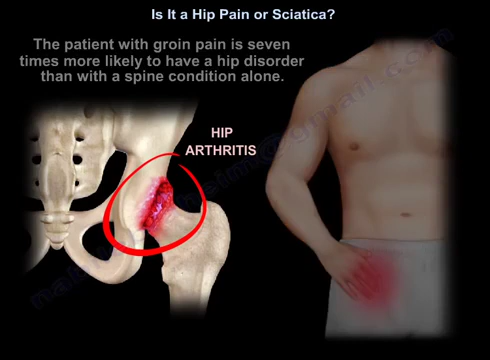 Is It a Hip Pain or Sciatica?
The patient with groin pain is seven
times more likely to have a hip disorder
than with a spine condition alone.
HIP
ARTHRITIS